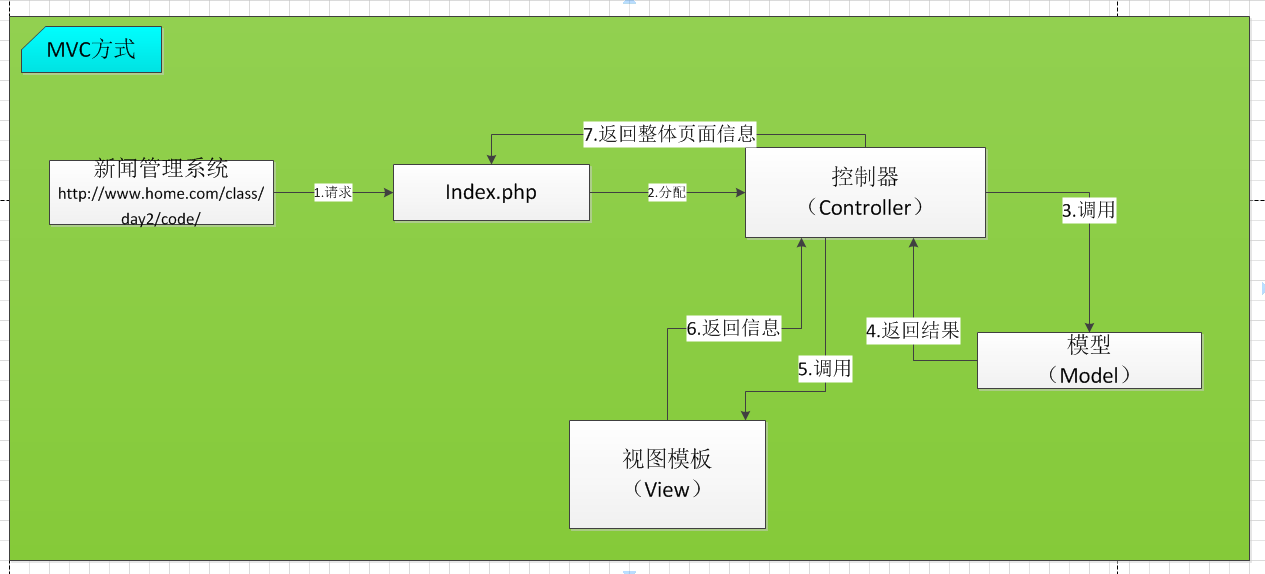 MVC方式
7.返回整体页面信息
新闻管理系统
http://www.home.com/class/
day2/code/
1.请求
Index.php
2.分配
控制器
（Controller）
3.调用
6.返回信息
4.返回结果
5.调用
模型
（Model）
视图模板
（View）